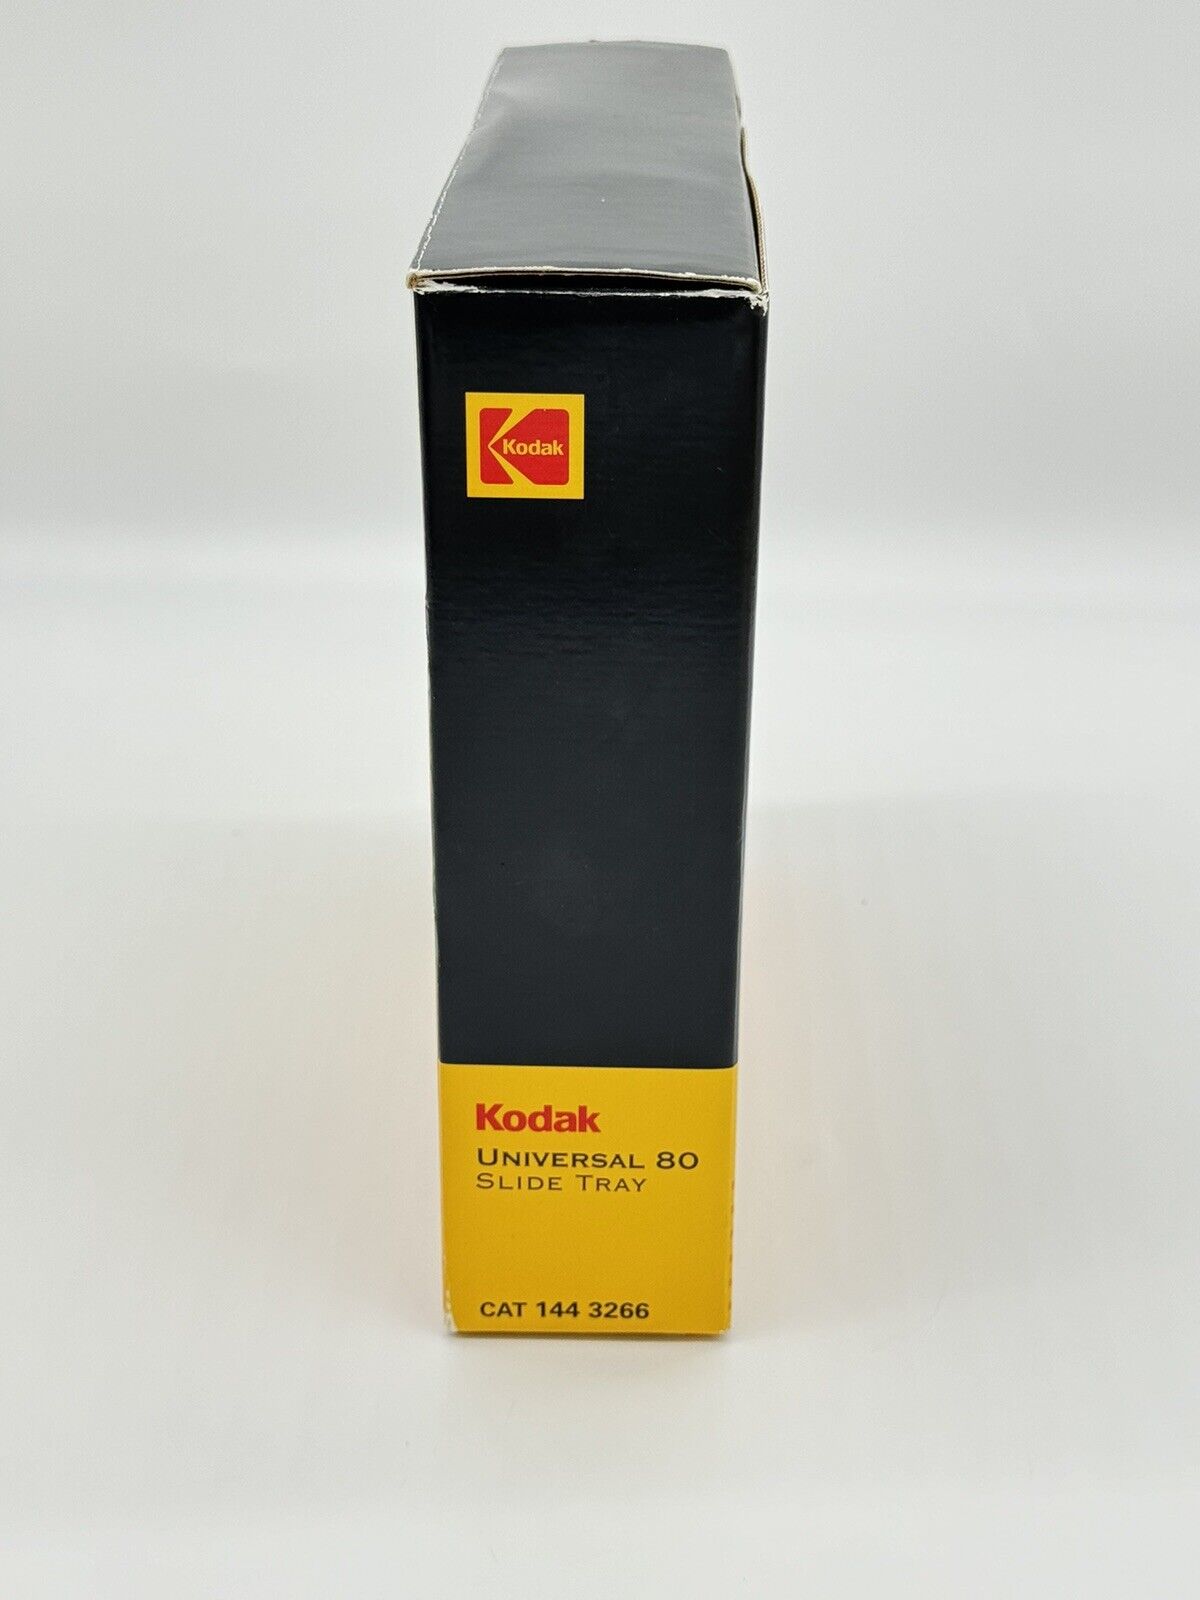 Kodak
Kodak
UNIVERSAL 80
SLIDE TRAY
CAT 144 3266